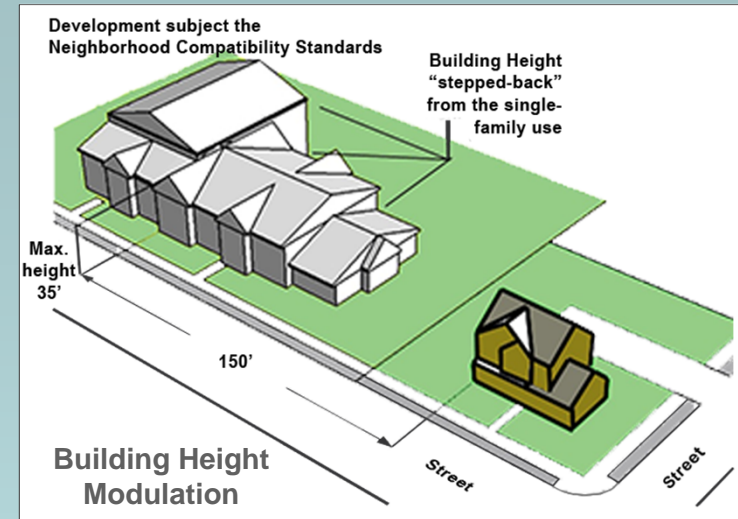 Development subject the
Neighborhood Compatibility Standards
Building Height
“stepped-back”
from the single-
family use
Max.
height
35’
150’
Building Height
Modulation
Street
Street